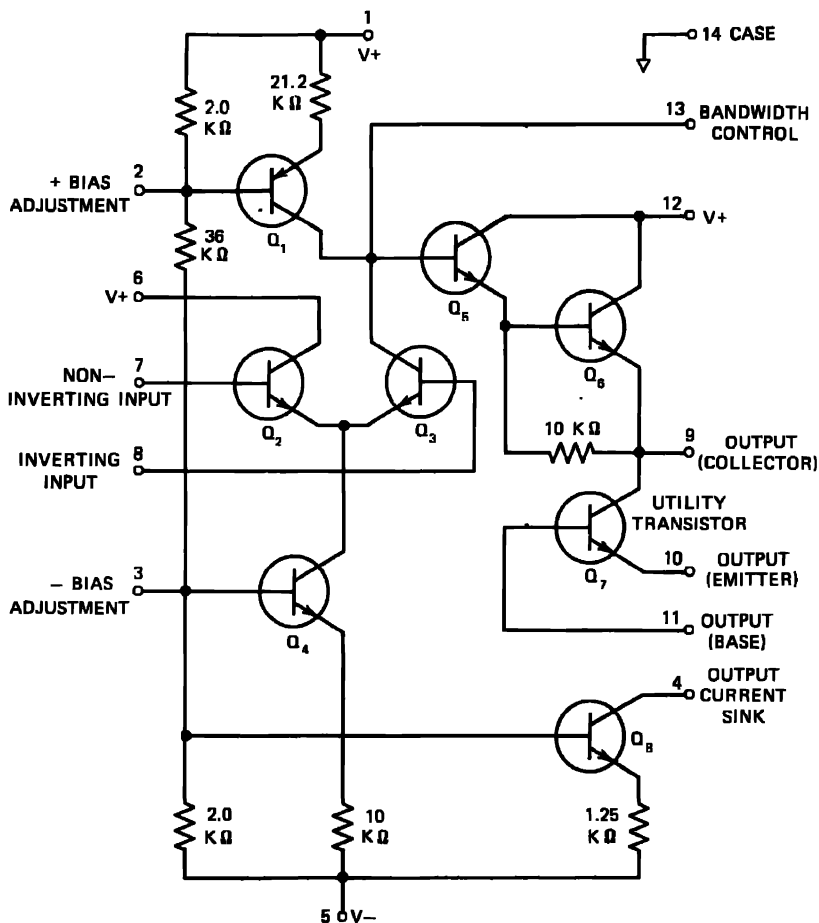 1
V+
14 CASE
21.2
KΩ
2.0
KΩ
13
BANDWIDTH
CONTROL
2
+ BIAS
ADJUSTMENT
Q1
12
V+
36
KΩ
Q5
6
V+
Q6
7
NON-
INVERTING INPUT
Q2
Q3
10 KΩ
9
OUTPUT
(COLLECTOR)
8
INVERTING
INPUT
UTILITY
TRANSISTOR
Q7
10
OUTPUT
(EMITTER)
3
- BIAS
ADJUSTMENT
Q4
11
OUTPUT
(BASE)
4
OUTPUT
CURRENT
SINK
Q8
2.0
KΩ
10
KΩ
1.25
KΩ
5 V-